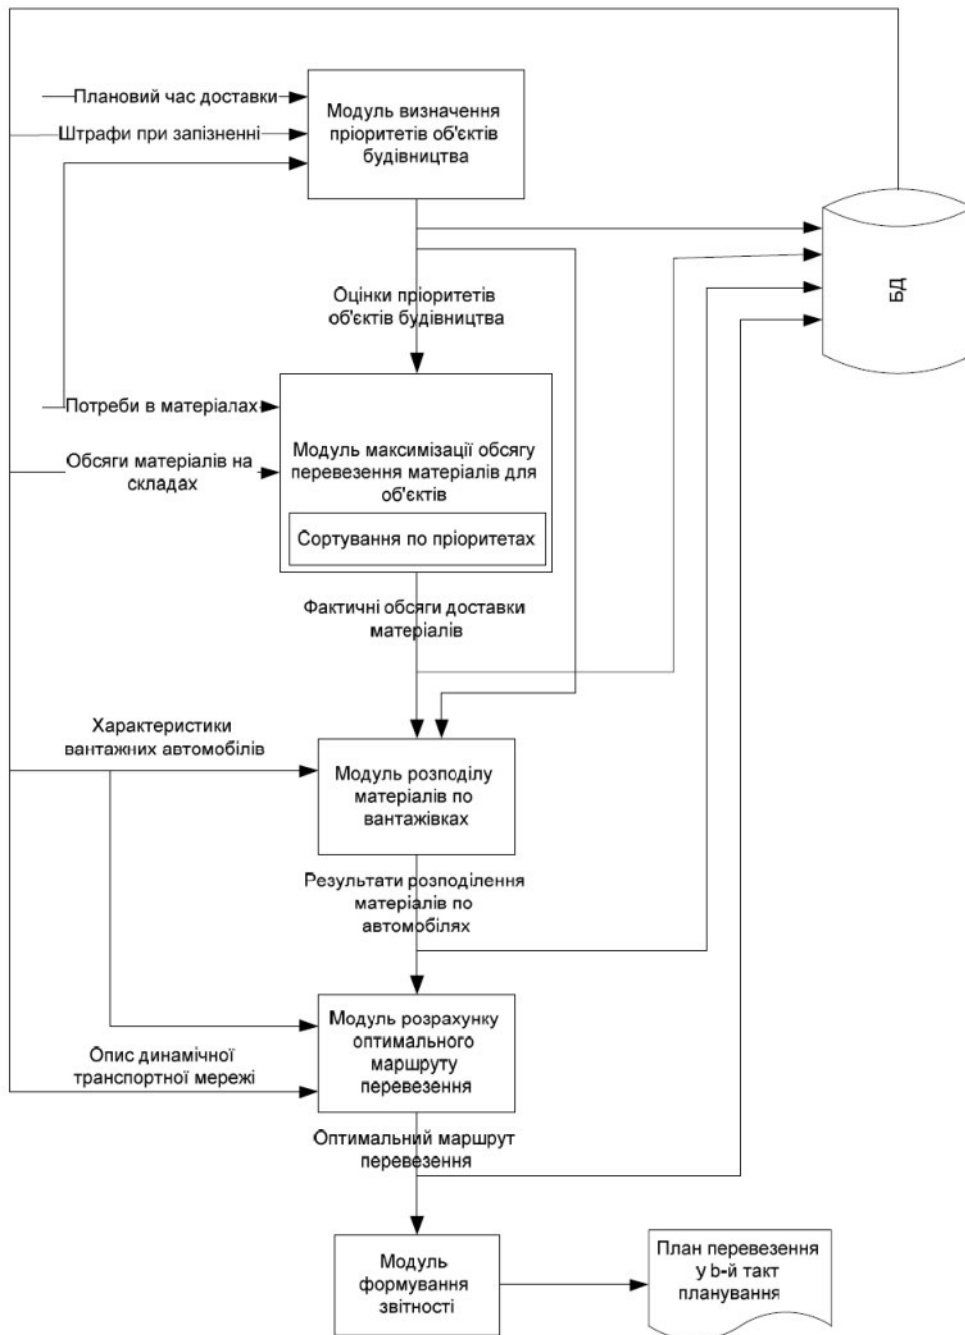 Плановий час доставки
Штрафи при запізненні
Модуль визначення
пріоритетів об'єктів
будівництва
БД
Оцінки пріоритетів
об'єктів будівництва
Потреби в матеріалах
Обсяги матеріалів на
складах
Модуль максимізації обсягу
перевезення матеріалів для
об'єктів
Сортування по пріоритетах
Фактичні обсяги доставки
матеріалів
Характеристики
вантажних автомобілів
Модуль розподілу
матеріалів по
вантажівках
Результати розподілення
матеріалів по
автомобілях
Модуль розрахунку
оптимального
маршруту
перевезення
Опис динамічної
транспортної мережі
Оптимальний маршрут
перевезення
Модуль
формування
звітності
План перевезення
у b-й такт
планування